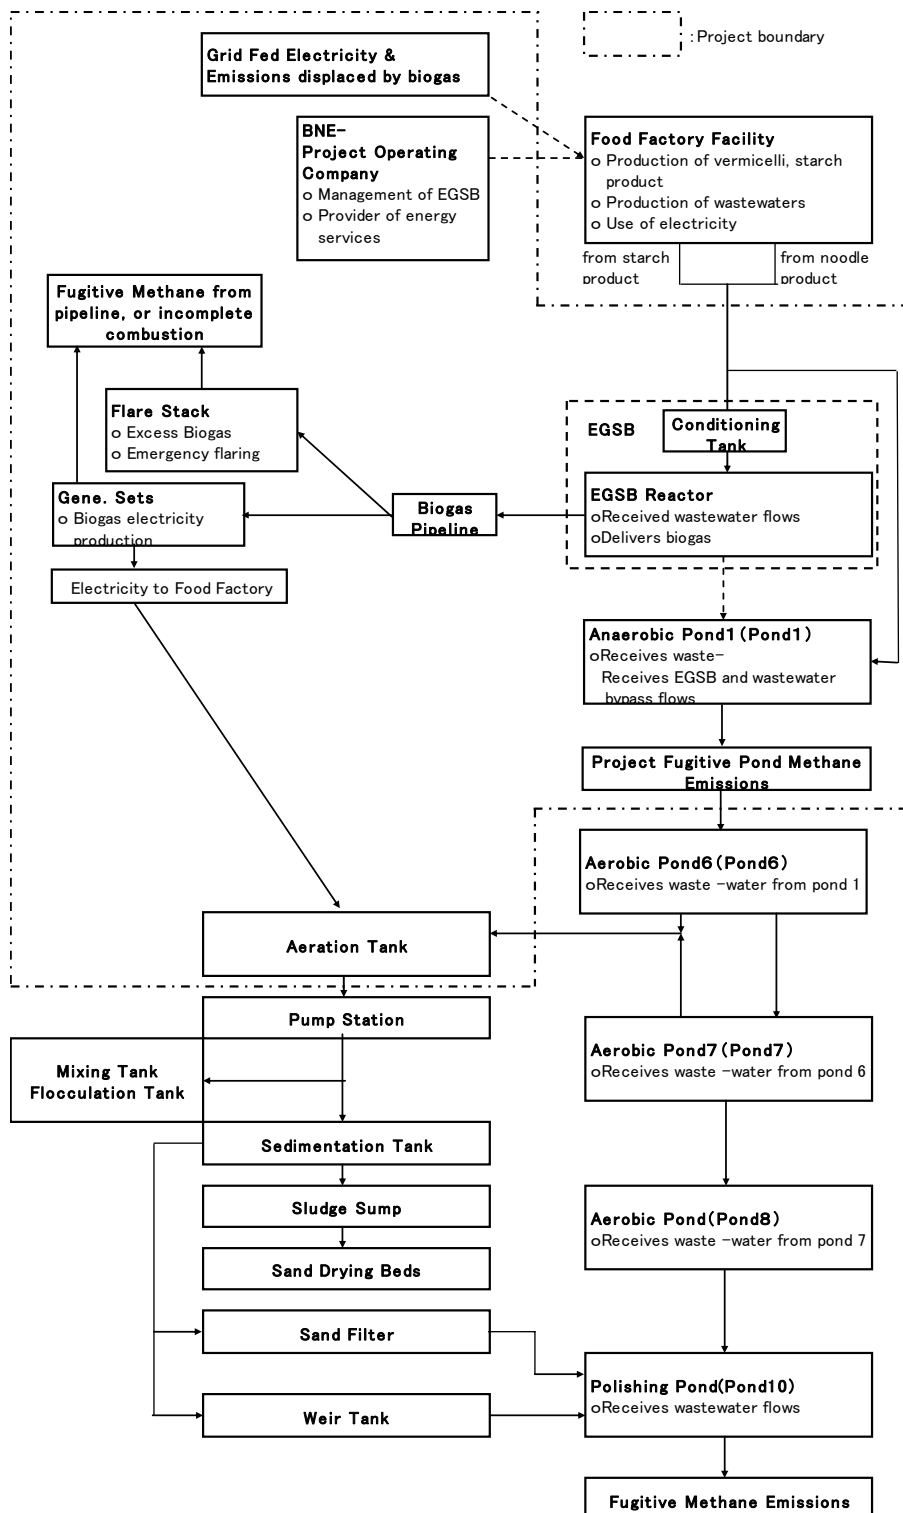 : Project boundary
Grid Fed Electricity &
Emissions displaced by biogas
BNE-
Project Operating
Company
o Management of EGSB
o Provider of energy
services
Food Factory Facility
o Production of vermicelli, starch
product
o Production of wastewaters
o Use of electricity
from starch
product
from noodle
product
Fugitive Methane from
pipeline, or incomplete
combustion
Flare Stack
o Excess Biogas
o Emergency flaring
EGSB
Conditioning
Tank
Gene. Sets
o Biogas electricity
production
Biogas
Pipeline
EGSB Reactor
oReceived wastewater flows
oDelivers biogas
Electricity to Food Factory
Anaerobic Pond1(Pond1)
oReceives waste-
Receives EGSB and wastewater
bypass flows
Project Fugitive Pond Methane
Emissions
Aerobic Pond6(Pond6)
oReceives waste -water from pond 1
Aeration Tank
Pump Station
Aerobic Pond7(Pond7)
oReceives waste -water from pond 6
Mixing Tank
Flocculation Tank
Sedimentation Tank
Sludge Sump
Aerobic Pond(Pond8)
oReceives waste -water from pond 7
Sand Drying Beds
Sand Filter
Polishing Pond(Pond10)
oReceives wastewater flows
Weir Tank
Fugitive Methane Emissions